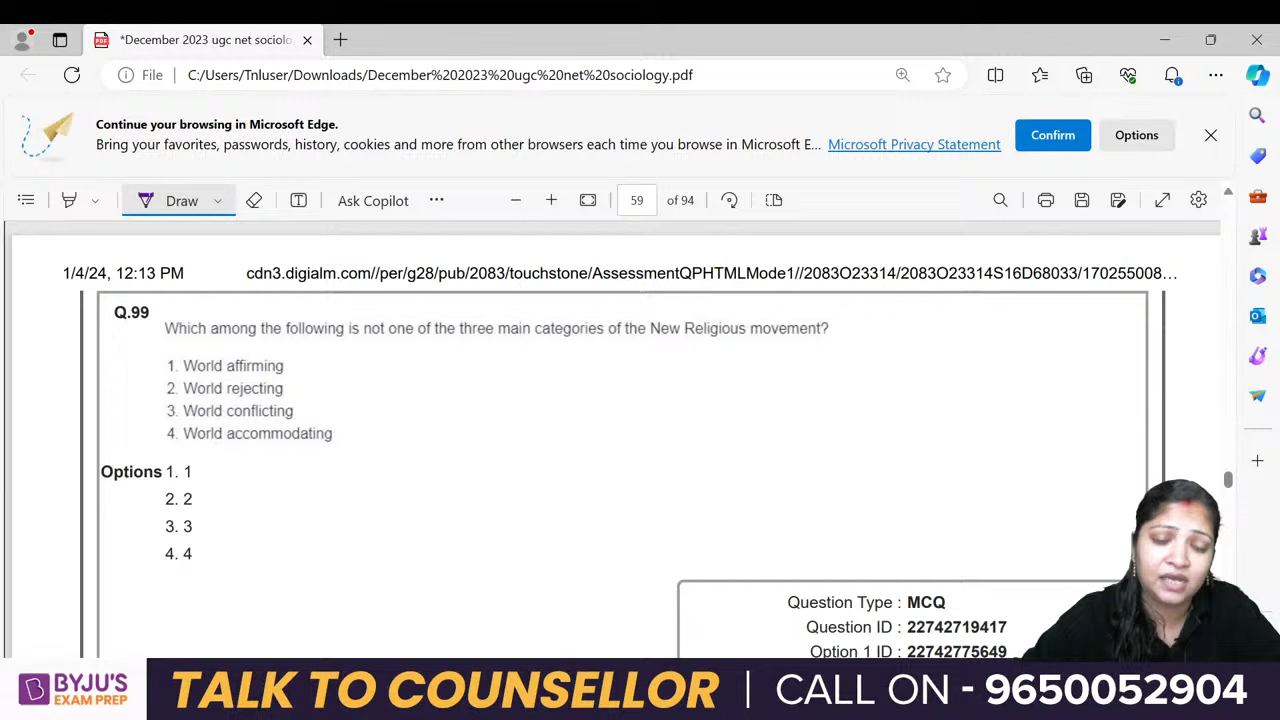 *December 2023 ugc net sociolo
File
C:/Users/Tnluser/Downloads/December%202023%20ugc%20net%20sociology.pdf
Continue your browsing in Microsoft Edge.
Bring your favorites, passwords, history, cookies and more from other browsers each time you browse in Microsoft E... Microsoft Privacy Statement
Confirm
Options
Draw
Ask Copilot
59 of 94
1/4/24, 12:13 PM
cdn3.digialm.com//per/g28/pub/2083/touchstone/AssessmentQPHTMLMode1//2083O23314/2083O23314S16D68033/170255008...
Q.99
Which among the following is not one of the three main categories of the New Religious movement?
1. World affirming
2. World rejecting
3. World conflicting
4. World accommodating
Options 1. 1
2. 2
3. 3
4. 4
Question Type : MCQ
Question ID : 22742719417
Option 1 ID : 22742775649
BYJU'S
EXAM PREP
TALK TO COUNSELLOR | CALL ON - 9650052904